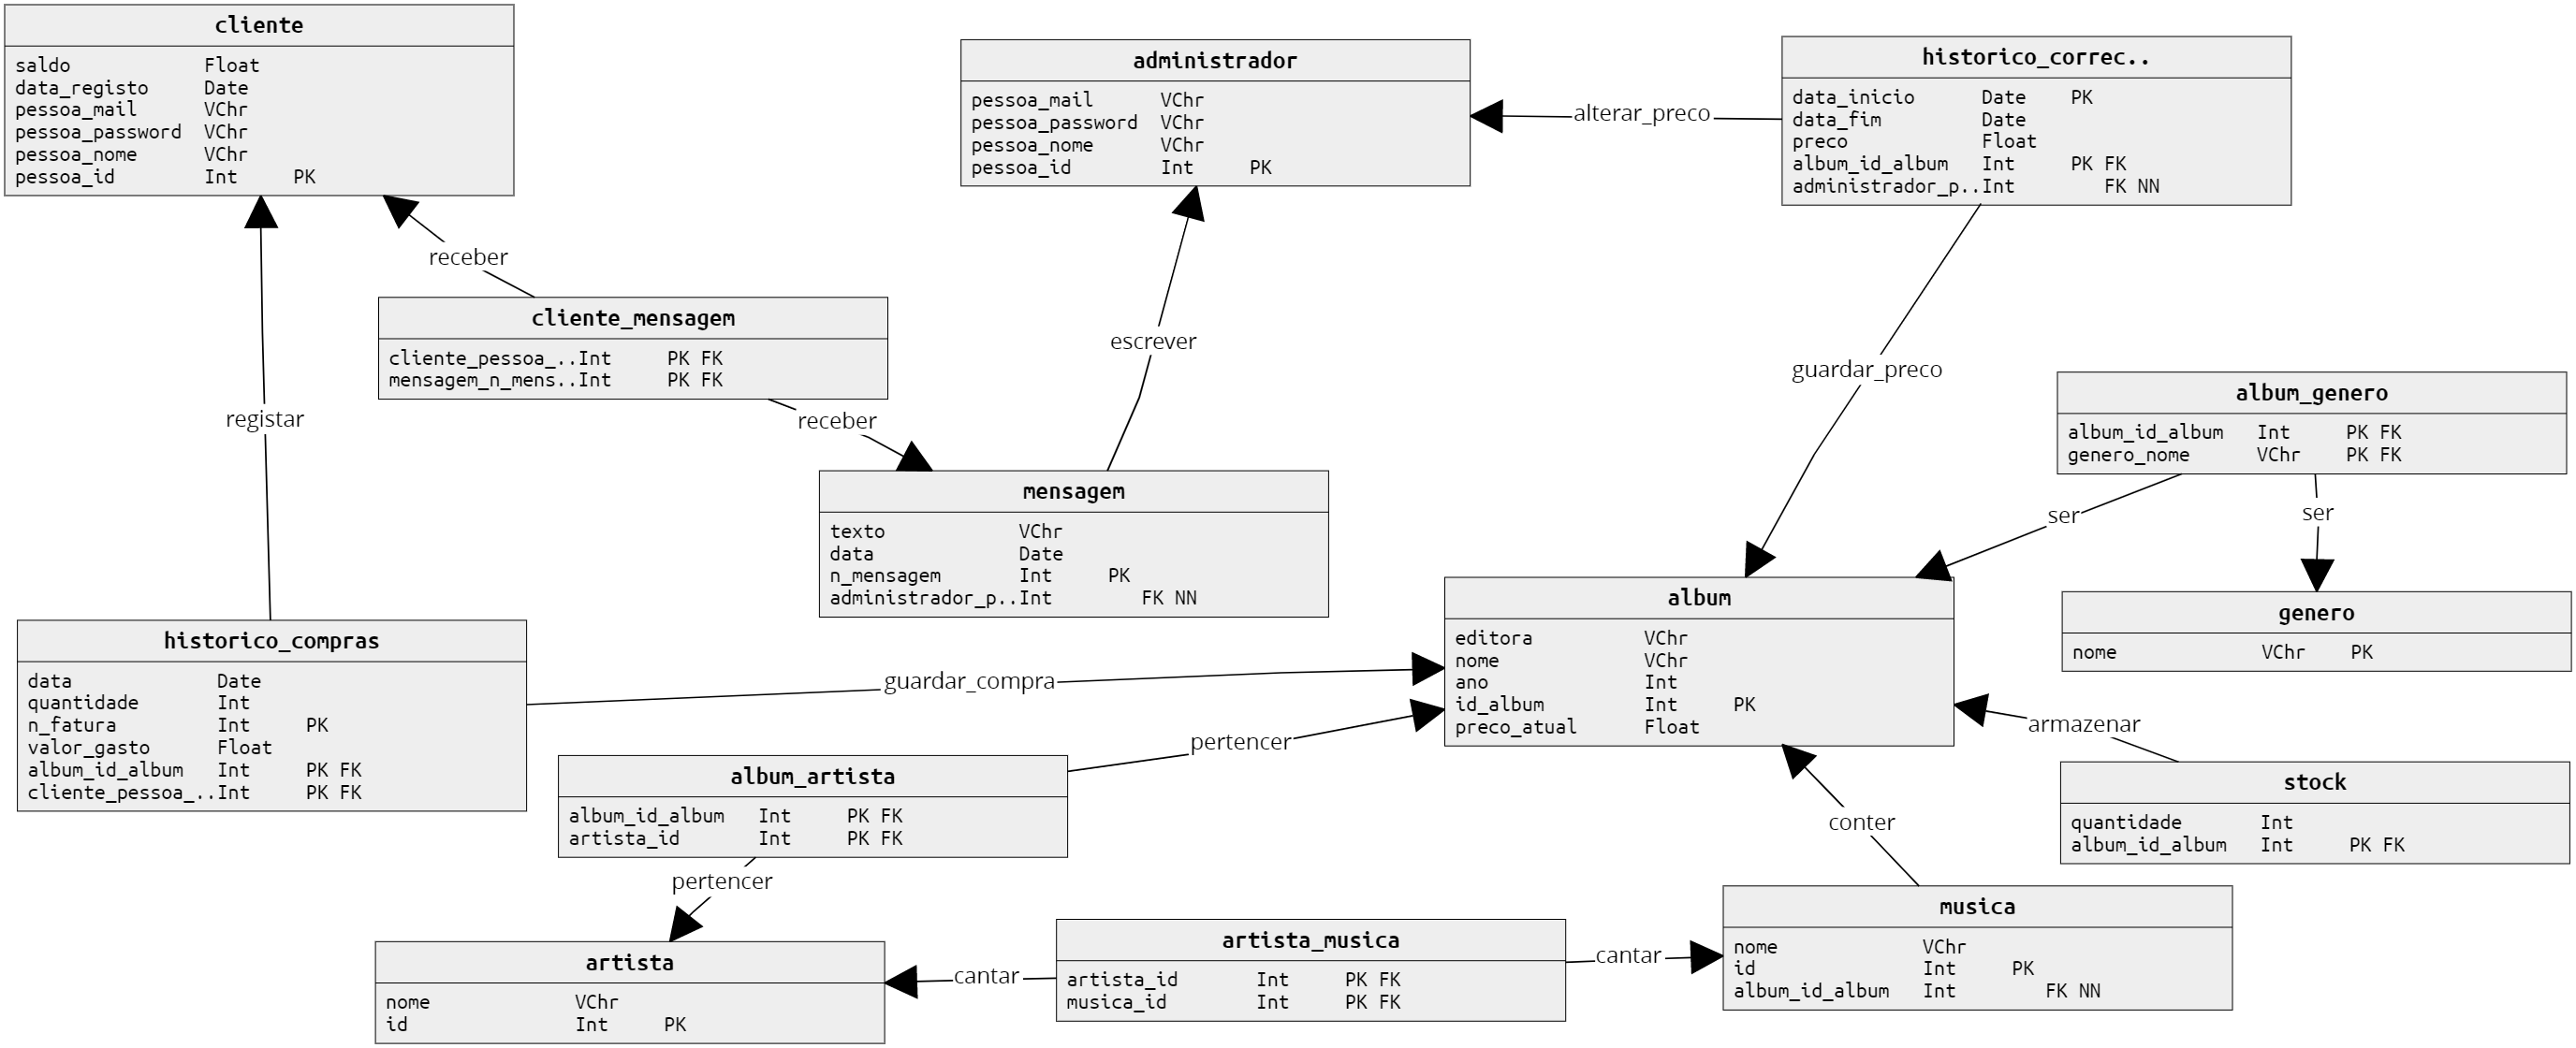 cliente
saldo Float
data_registo Date
pessoa_mail VChr
pessoa_password VChr
pessoa_nome VChr
pessoa_id Int PK
administrador
pessoa_mail VChr
pessoa_password VChr
pessoa_nome VChr
pessoa_id Int PK
alterar_preco
historico_correc..
data_inicio Date PK
data_fim Date
preco Float
album_id_album Int PK FK
administrador_p..Int FK NN
receber
cliente_mensagem
cliente_pessoa_..Int PK FK
mensagem_n_mens..Int PK FK
escrever
guardar_preco
registar
receber
album_genero
album_id_album Int PK FK
genero_nome VChr PK FK
mensagem
texto VChr
data Date
n_mensagem Int PK
administrador_p..Int FK NN
ser
ser
album
editora VChr
nome VChr
ano Int
id_album Int PK
preco_atual Float
genero
nome VChr PK
historico_compras
data Date
quantidade Int
n_fatura Int PK
valor_gasto Float
album_id_album Int PK FK
cliente_pessoa_..Int PK FK
guardar_compra
pertencer
armazenar
album_artista
album_id_album Int PK FK
artista_id Int PK FK
stock
quantidade Int
album_id_album Int PK FK
conter
pertencer
artista
nome VChr
id Int PK
cantar
artista_musica
artista_id Int PK FK
musica_id Int PK FK
cantar
musica
nome VChr
id Int PK
album_id_album Int FK NN